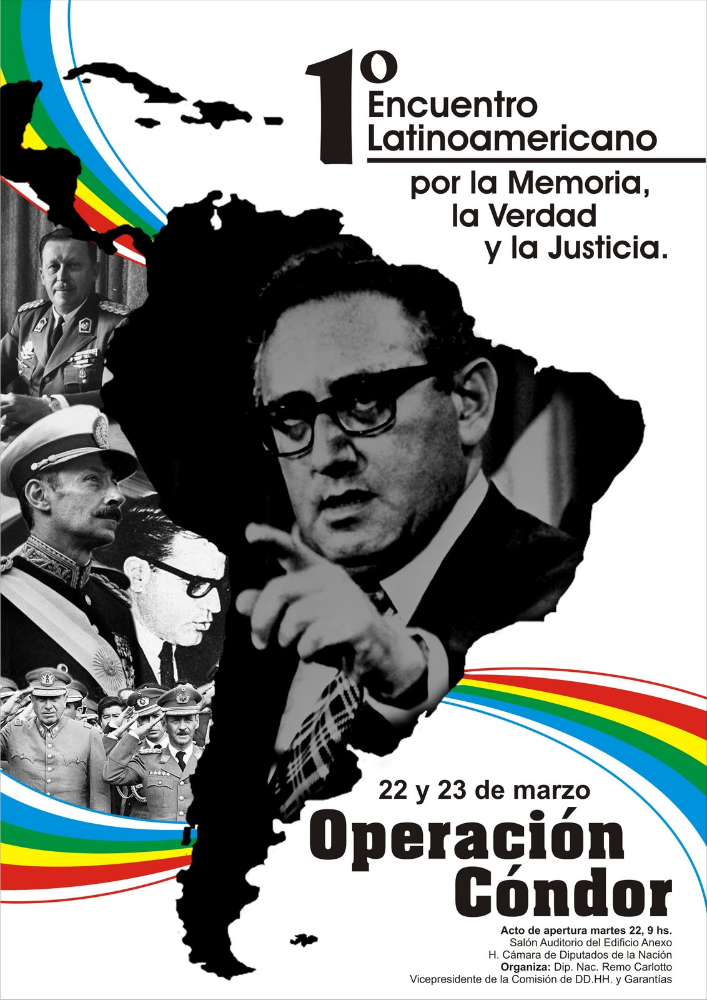 1º
Encuentro
Latinoamericano
por la Memoria,
la Verdad
y la Justicia.
22 y 23 de marzo
Operación
Cóndor
Acto de apertura martes 22, 9 hs.
Salón Auditorio del Edificio Anexo
H. Cámara de Diputados de la Nación
Organiza: Dip. Nac. Remo Carlotto
Vicepresidente de la Comisión de DD.HH. y Garantías